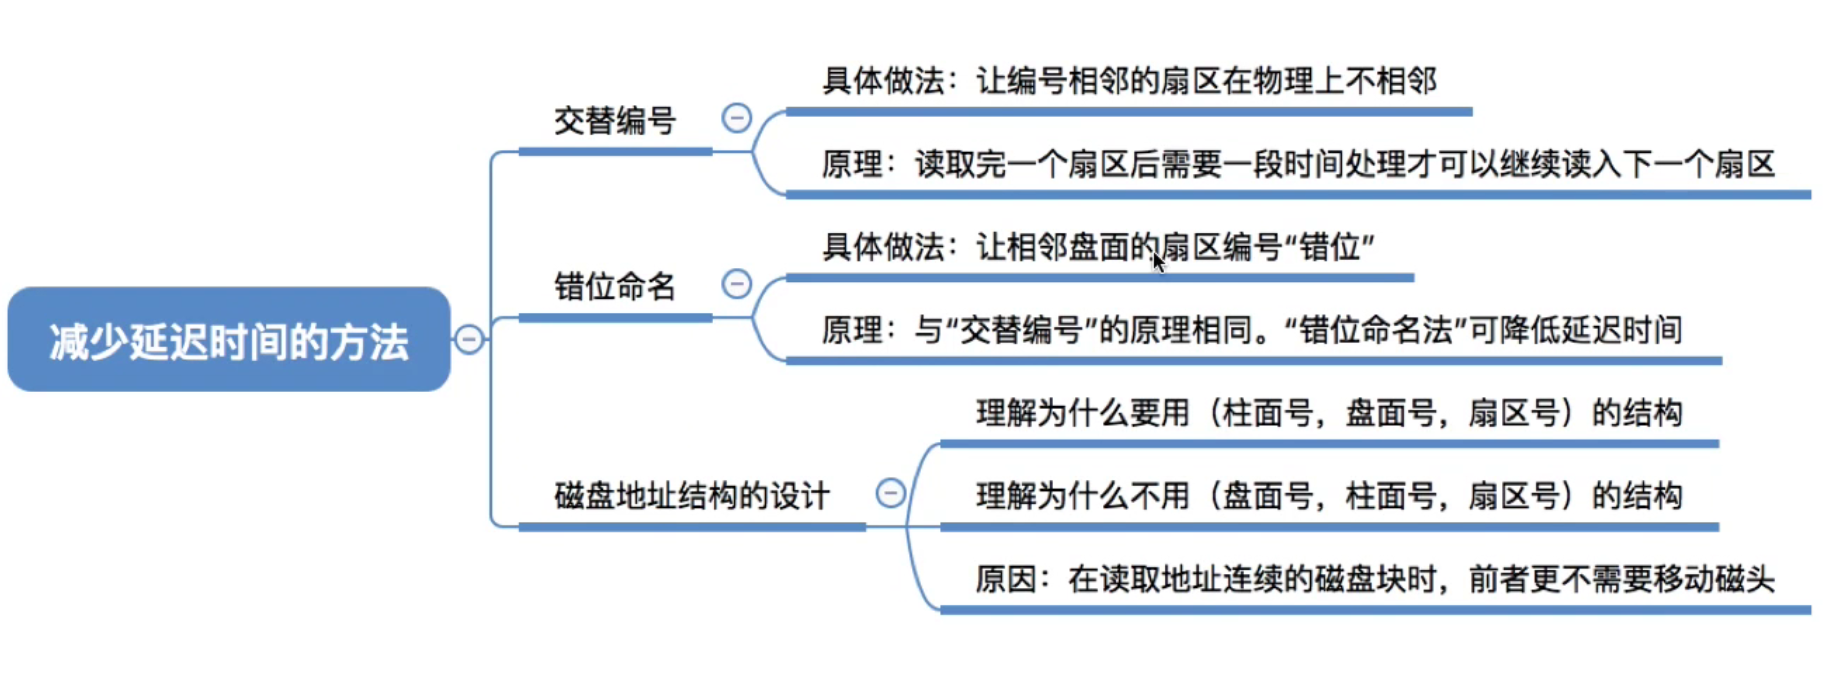 减少延迟时间的方法
交替编号
具体做法：让编号相邻的扇区在物理上不相邻
原理：读取完一个扇区后需要一段时间处理才可以继续读入下一个扇区
错位命名
具体做法：让相邻盘面的扇区编号“错位”
原理：与“交替编号”的原理相同。“错位命名法”可降低延迟时间
磁盘地址结构的设计
理解为什么要用（柱面号，盘面号，扇区号）的结构
理解为什么不用（盘面号，柱面号，扇区号）的结构
原因：在读取地址连续的磁盘块时，前者更不需要移动磁头